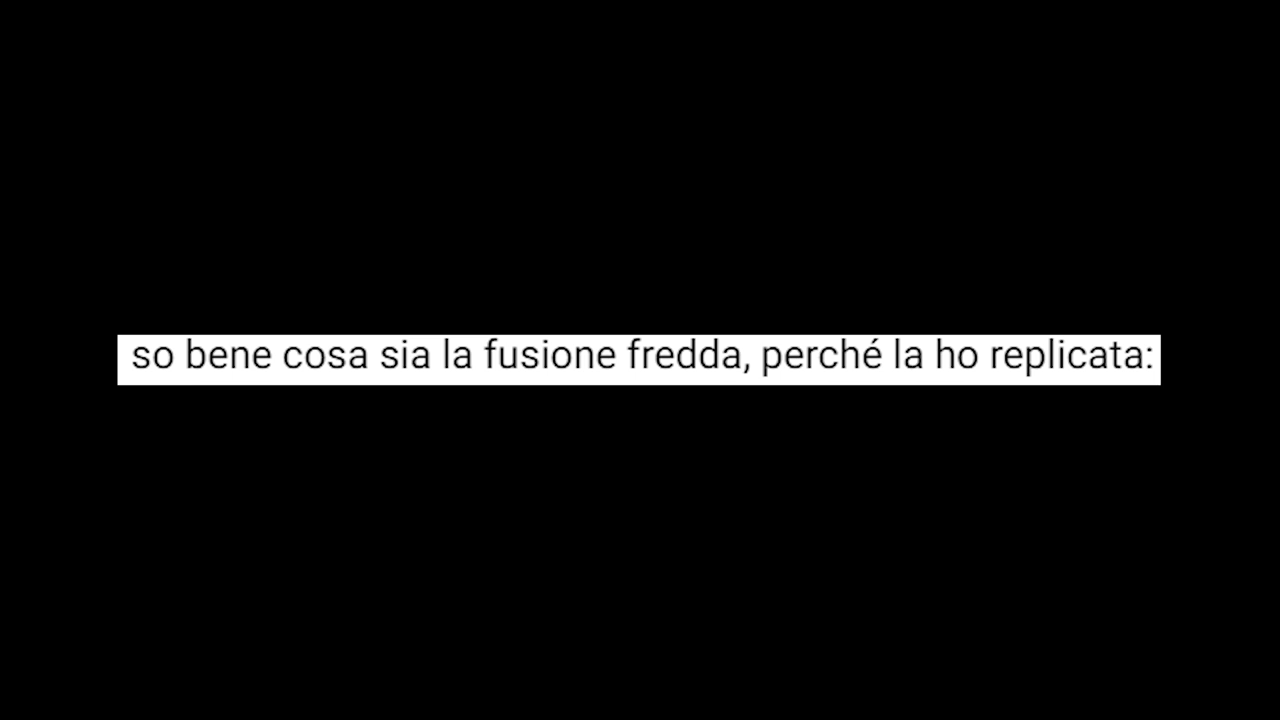 so bene cosa sia la fusione fredda, perché la ho replicata: